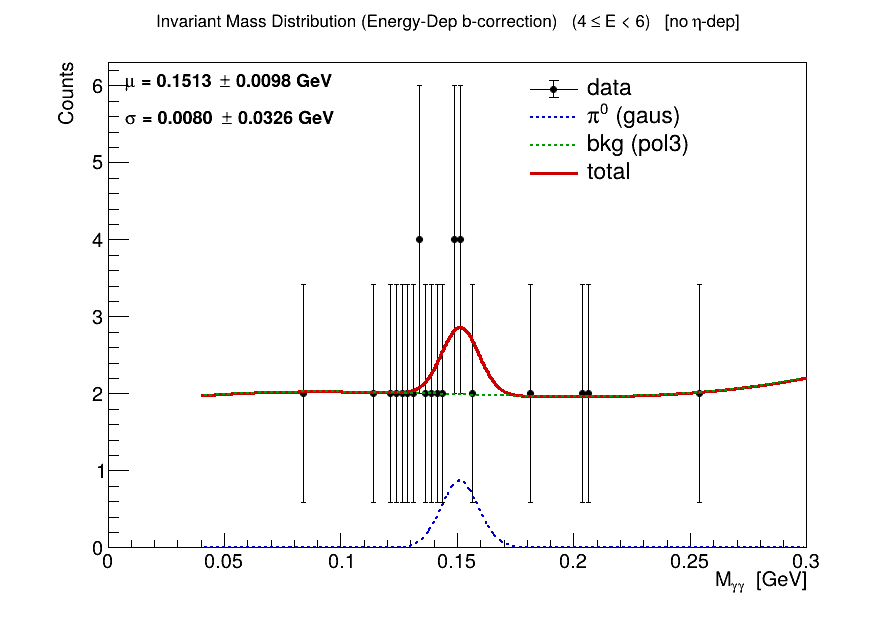 Invariant Mass Distribution (Energy-Dep b-correction) (4 ≤ E < 6) [no η-dep]
Counts
μ = 0.1513 ± 0.0098 GeV
σ = 0.0080 ± 0.0326 GeV
data
π⁰ (gaus)
bkg (pol3)
total
6
5
4
3
2
1
0
0 0.05 0.1 0.15 0.2 0.25 0.3
Mγγ [GeV]